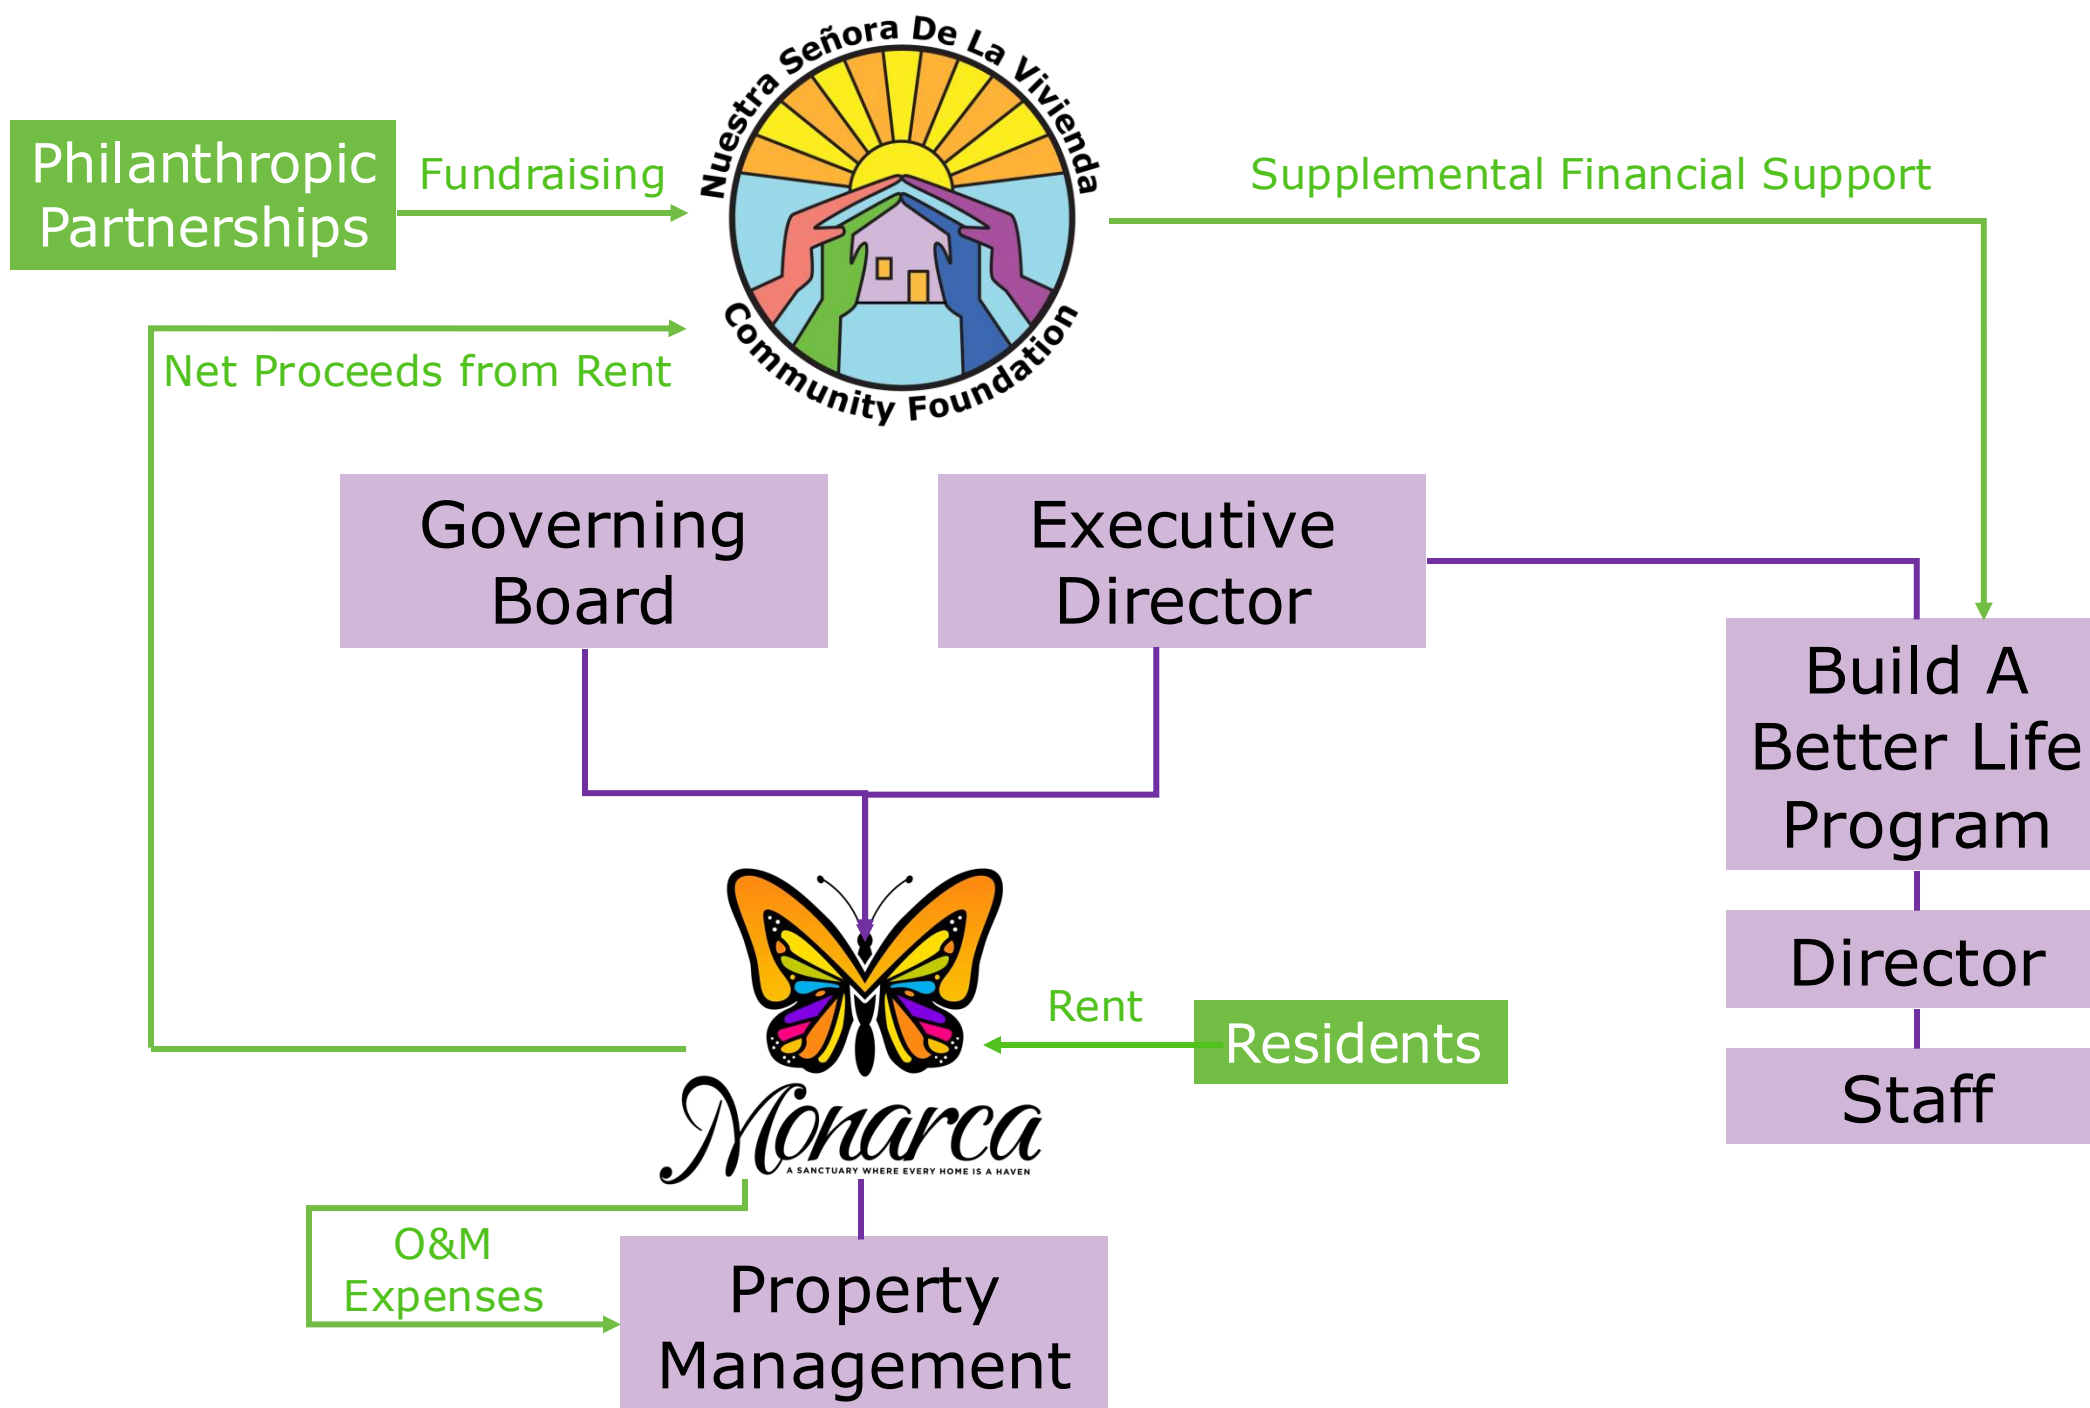 Nuestra Señora De La Vivienda
Community Foundation
Philanthropic
Partnerships
Fundraising
Supplemental Financial Support
Net Proceeds from Rent
Governing
Board
Executive
Director
Build A
Better Life
Program
Director
Staff
Rent
Residents
Monarca
A SANCTUARY WHERE EVERY HOME IS A HAVEN
O&M
Expenses
Property
Management